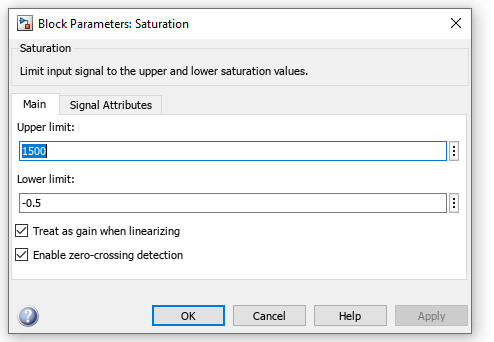 Block Parameters: Saturation
Saturation
Limit input signal to the upper and lower saturation values.
Main Signal Attributes
Upper limit:
1500
Lower limit:
-0.5
Treat as gain when linearizing
Enable zero-crossing detection
? OK Cancel Help Apply